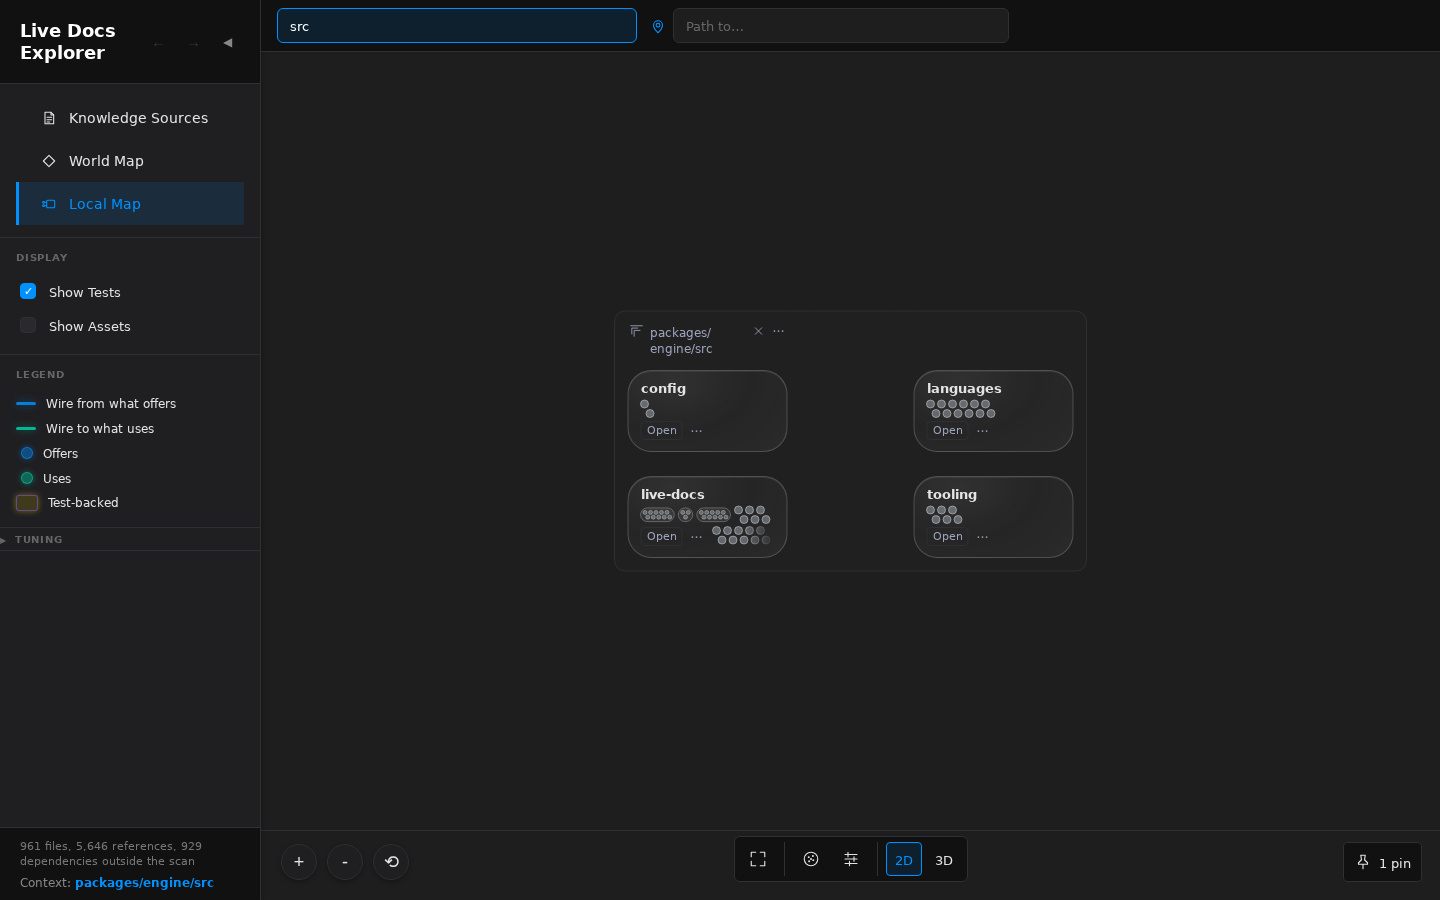 Live Docs
Explorer
Knowledge Sources
World Map
Local Map
DISPLAY
Show Tests
Show Assets
LEGEND
Wire from what offers
Wire to what uses
Offers
Uses
Test-backed
TUNING
961 files, 5,646 references, 929
dependencies outside the scan
Context: packages/engine/src
src
Path to...
packages/
engine/src
config
Open ...
languages
Open ...
live-docs
Open ...
tooling
Open ...
+ -
2D 3D
1 pin